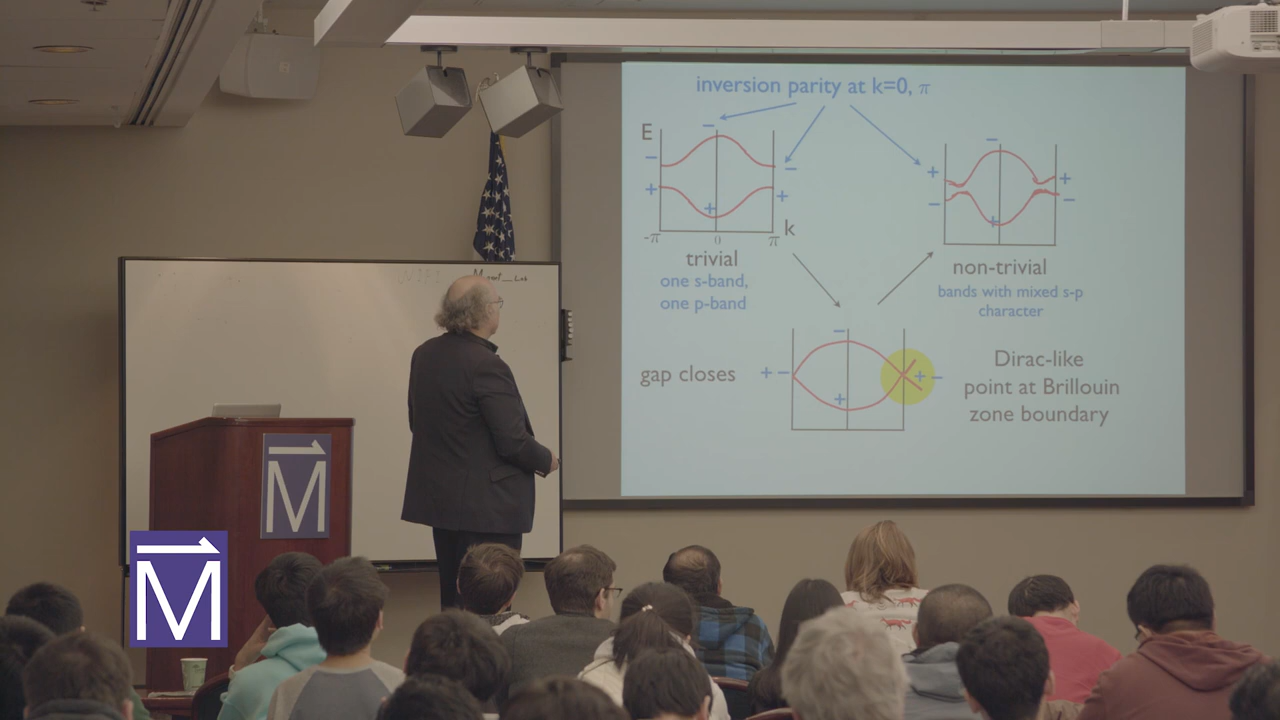 inversion parity at k=0, π
E
−
−
−
+
+
+
-π
0
π
k
trivial
one s-band,
one p-band
−
+
+
−
−
+
non-trivial
bands with mixed s-p
character
gap closes
+ −
−
+
+ −
Dirac-like
point at Brillouin
zone boundary
M
M